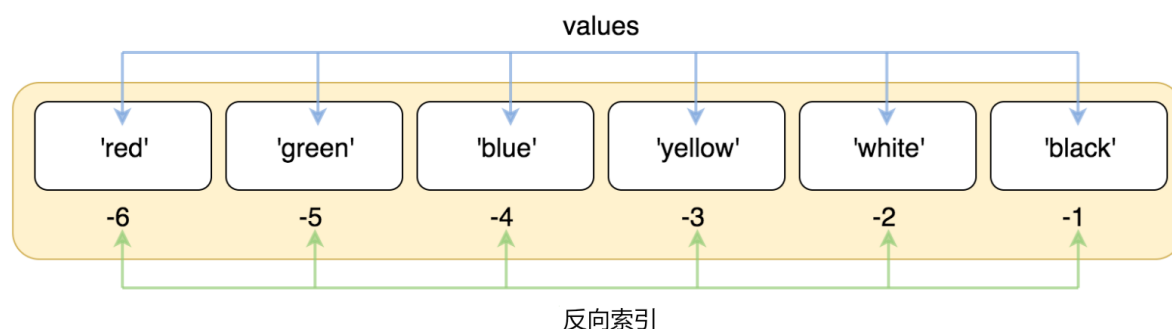 values
'red' 'green' 'blue' 'yellow' 'white' 'black'
-6 -5 -4 -3 -2 -1
反向索引